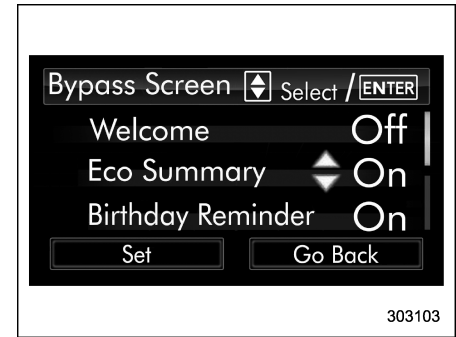 Bypass Screen Select / ENTER
Welcome Off
Eco Summary On
Birthday Reminder On
Set Go Back
303103